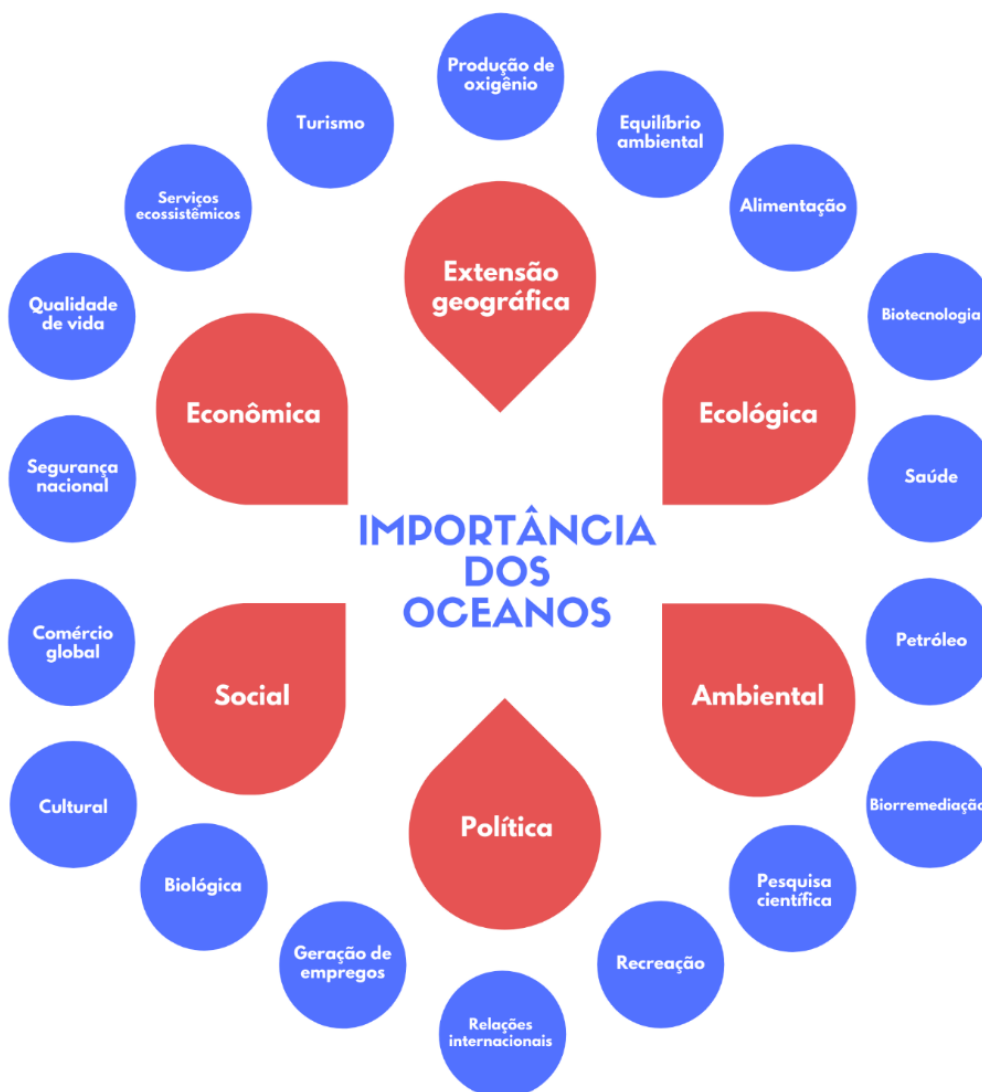 Produção de
oxigênio
Turismo
Equilíbrio
ambiental
Serviços
ecossistêmicos
Alimentação
Extensão
geográfica
Qualidade
de vida
Biotecnologia
Econômica
Ecológica
Segurança
nacional
Saúde
IMPORTÂNCIA
DOS
OCEANOS
Comércio
global
Petróleo
Social
Ambiental
Cultural
Biorremediação
Política
Biológica
Pesquisa
científica
Geração de
empregos
Recreação
Relações
internacionais